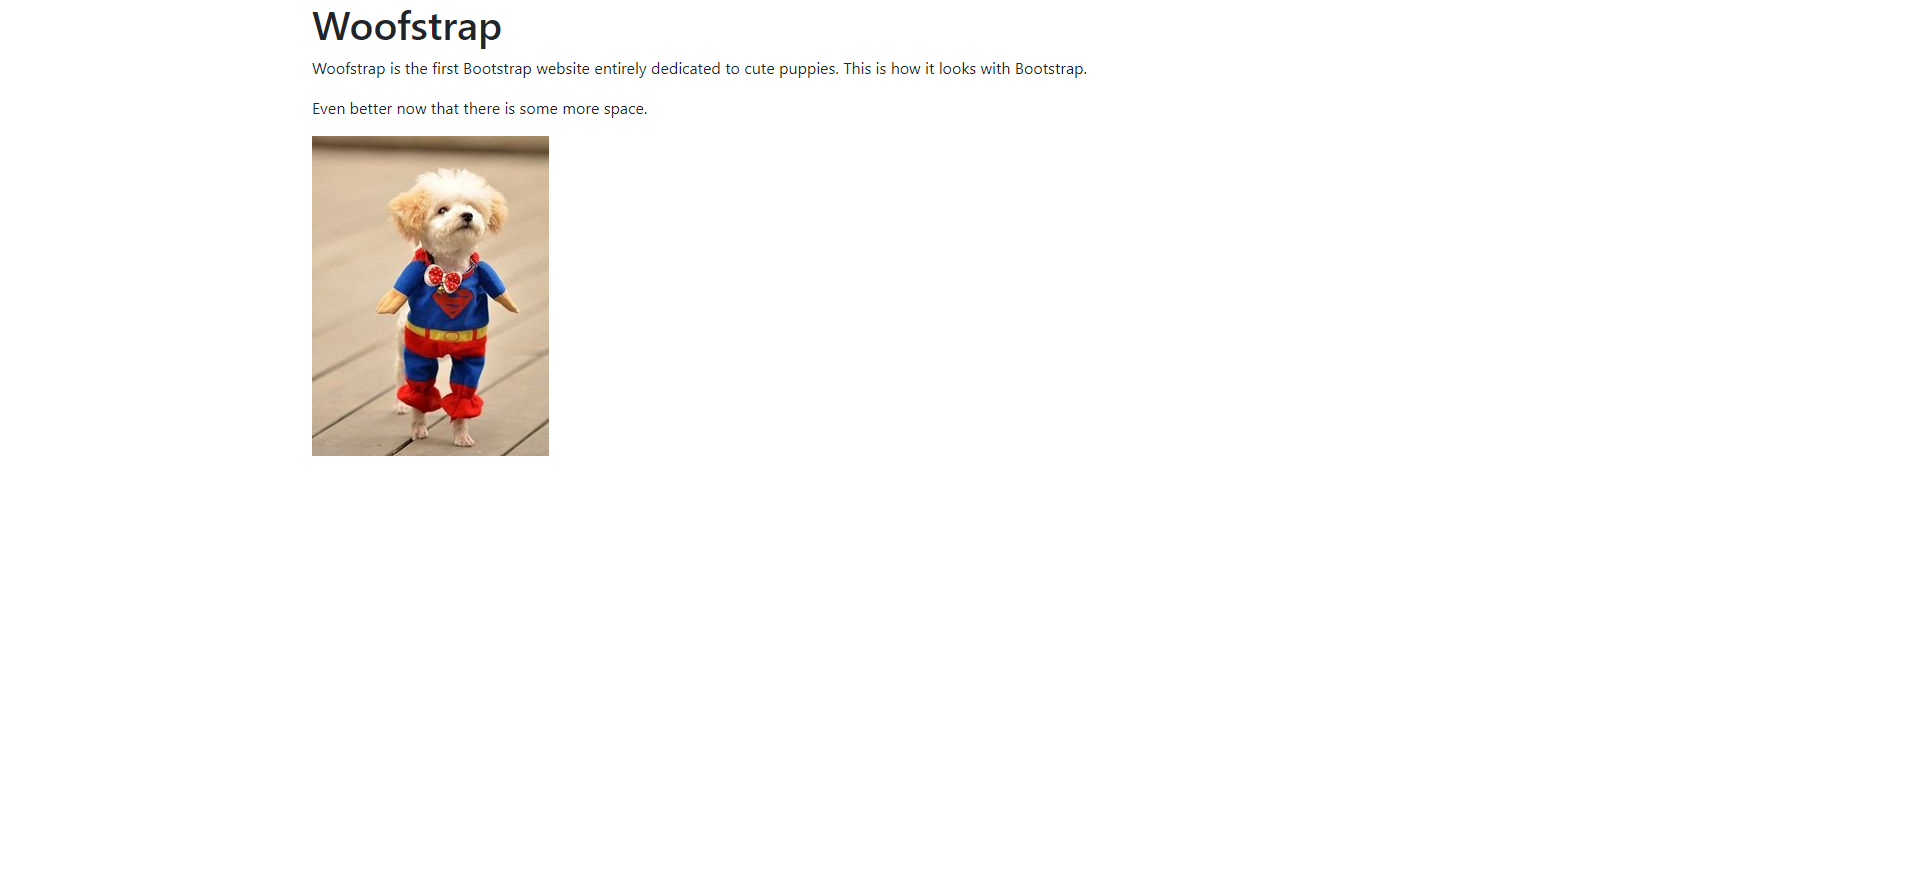 Woofstrap
Woofstrap is the first Bootstrap website entirely dedicated to cute puppies. This is how it looks with Bootstrap.
Even better now that there is some more space.